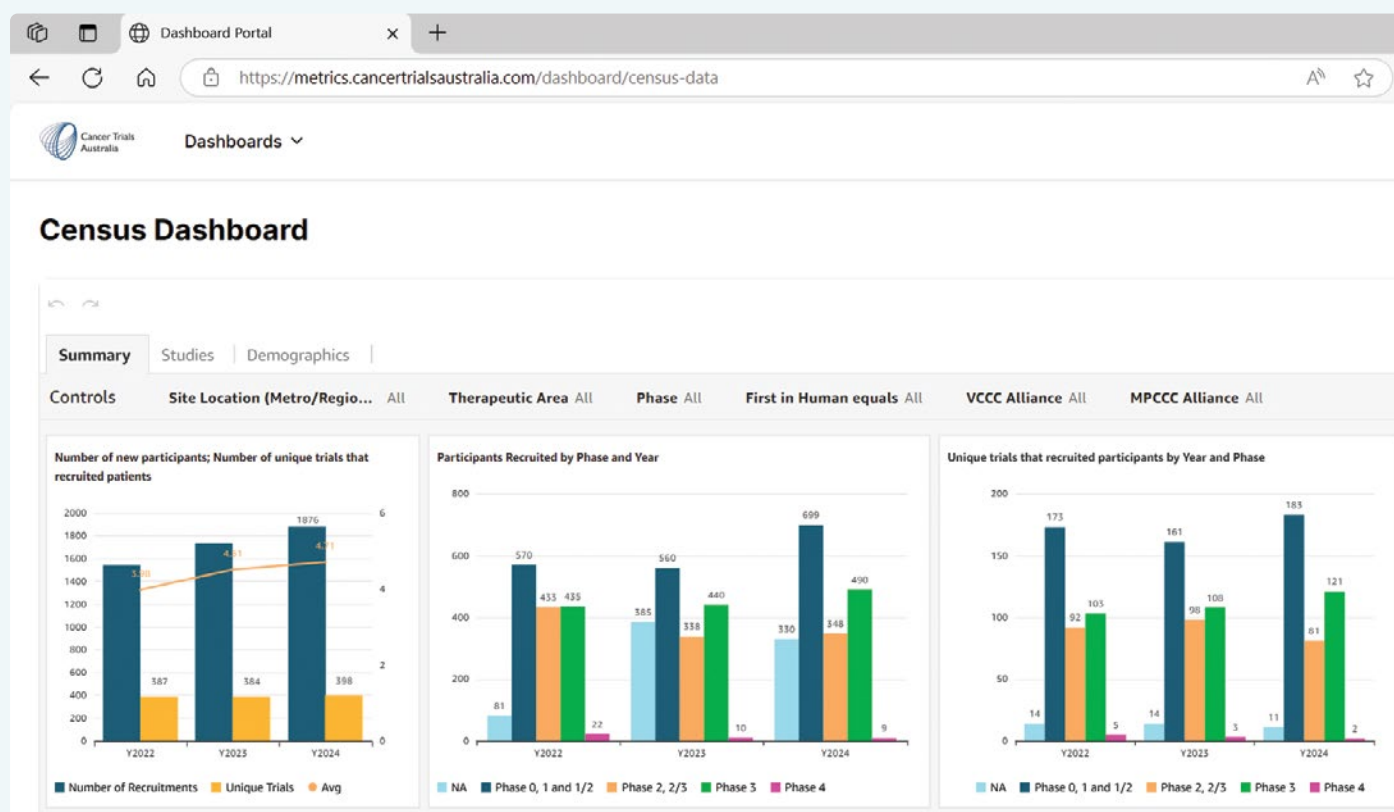 Dashboard Portal
https://metrics.cancertrialsaustralia.com/dashboard/census-data
Cancer Trials
Australia
Dashboards
Census Dashboard
Summary
Studies
Demographics
Controls
Site Location (Metro/Regio... All
Therapeutic Area All
Phase All
First in Human equals All
VCCC Alliance All
MPCCC Alliance All
Number of new participants; Number of unique trials that
recruited patients
2000
1800
1600
1400
1200
1000
800
600
400
200
0
6
4
2
0
1876
4.71
387
384
398
Y2022
Y2023
Y2024
Number of Recruitments
Unique Trials
Avg
Participants Recruited by Phase and Year
800
600
400
200
0
81
570
433
435
22
385
560
338
440
10
330
699
348
490
9
Y2022
Y2023
Y2024
NA
Phase 0, 1 and 1/2
Phase 2, 2/3
Phase 3
Phase 4
Unique trials that recruited participants by Year and Phase
200
150
100
50
0
14
173
92
103
5
14
161
98
108
3
11
183
81
121
2
Y2022
Y2023
Y2024
NA
Phase 0, 1 and 1/2
Phase 2, 2/3
Phase 3
Phase 4